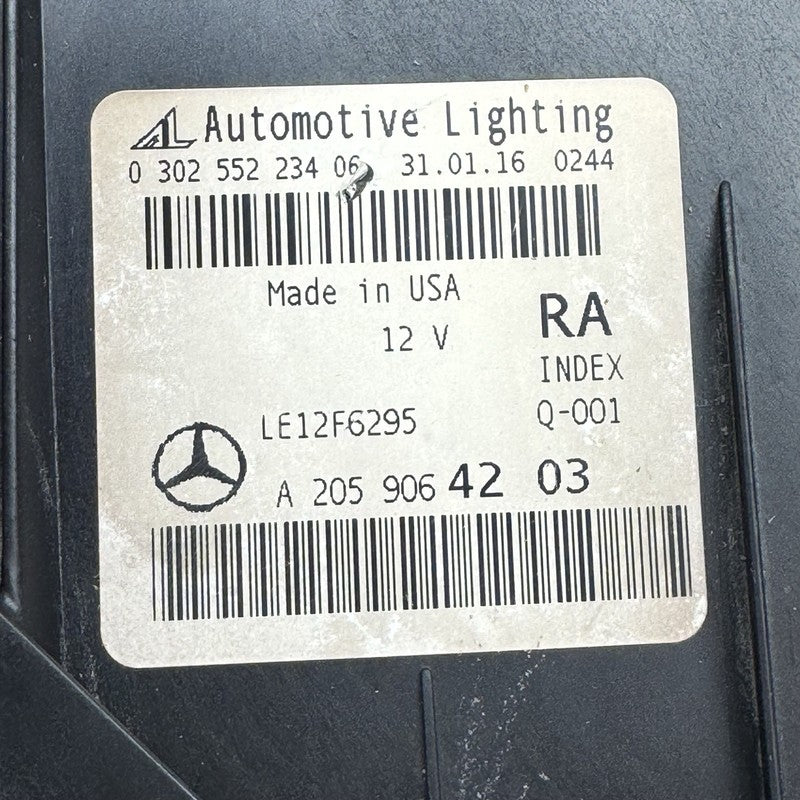 AL Automotive Lighting
0 302 552 234 06 31.01.16 0244
Made in USA
12 V
RA
INDEX
Q-001
LE12F6295
A 205 906 42 03